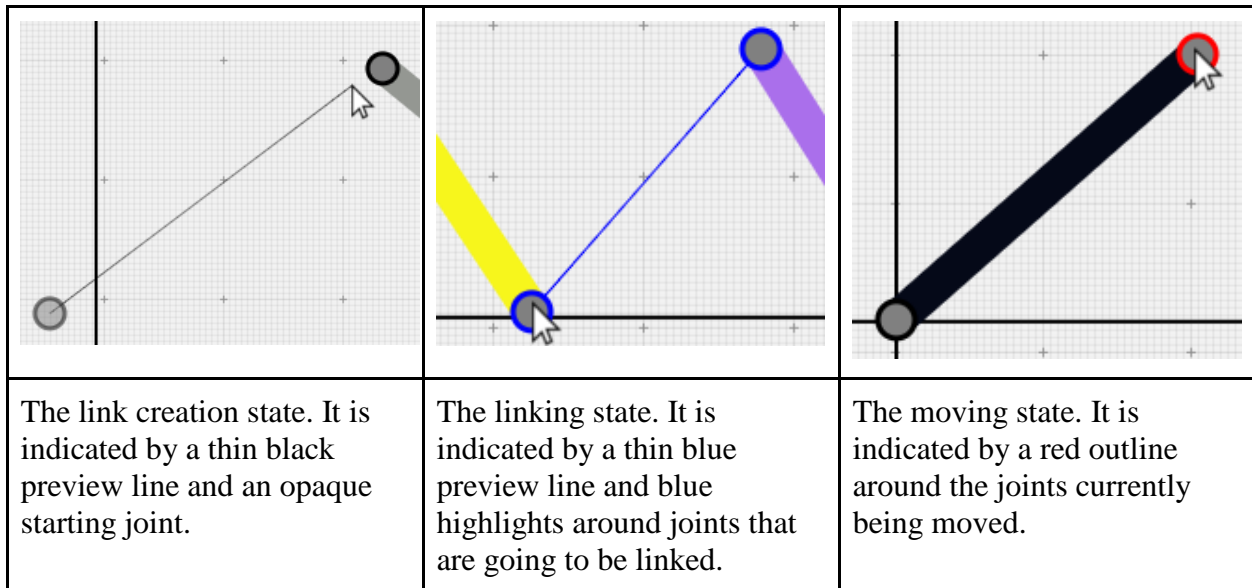 The link creation state. It is
indicated by a thin black
preview line and an opaque
starting joint.
The linking state. It is
indicated by a thin blue
preview line and blue
highlights around joints that
are going to be linked.
The moving state. It is
indicated by a red outline
around the joints currently
being moved.